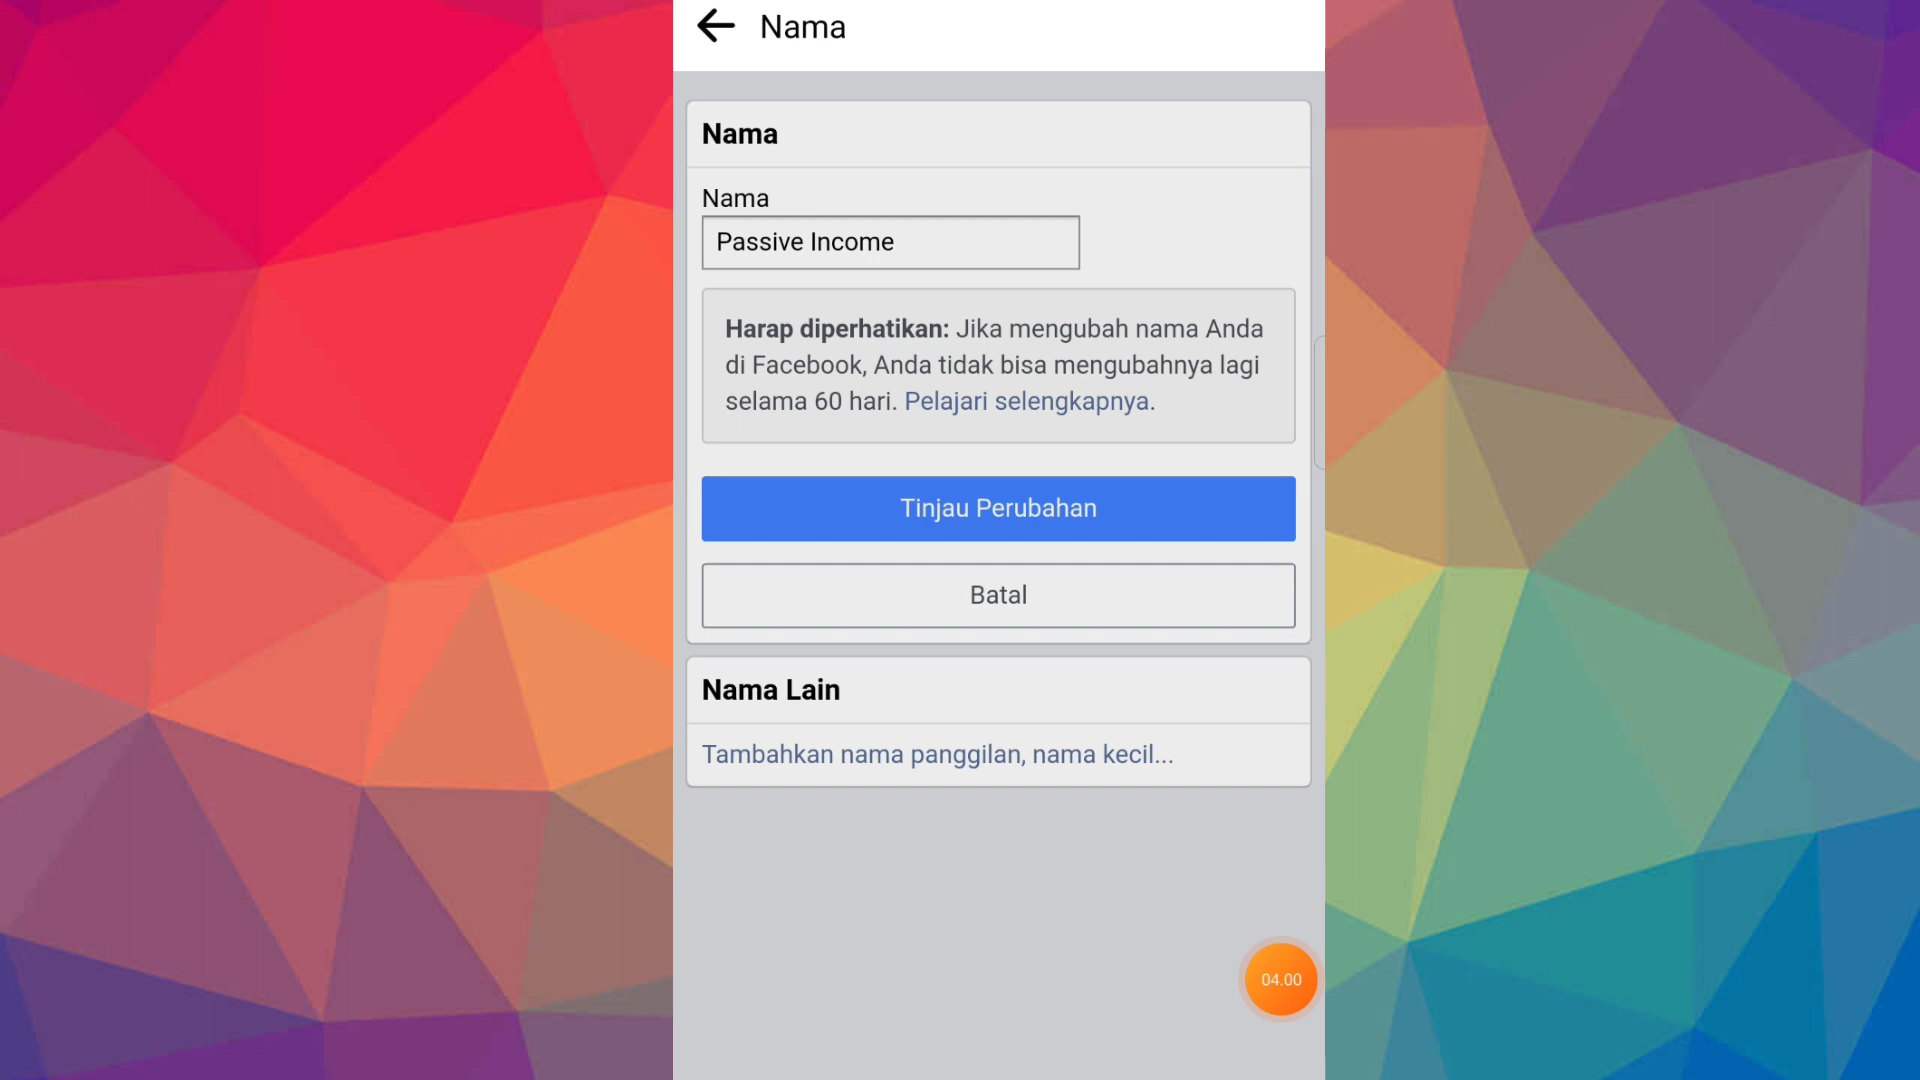 Nama
Nama
Nama
Passive Income
Harap diperhatikan: Jika mengubah nama Anda
di Facebook, Anda tidak bisa mengubahnya lagi
selama 60 hari. Pelajari selengkapnya.
Tinjau Perubahan
Batal
Nama Lain
Tambahkan nama panggilan, nama kecil...
04.00